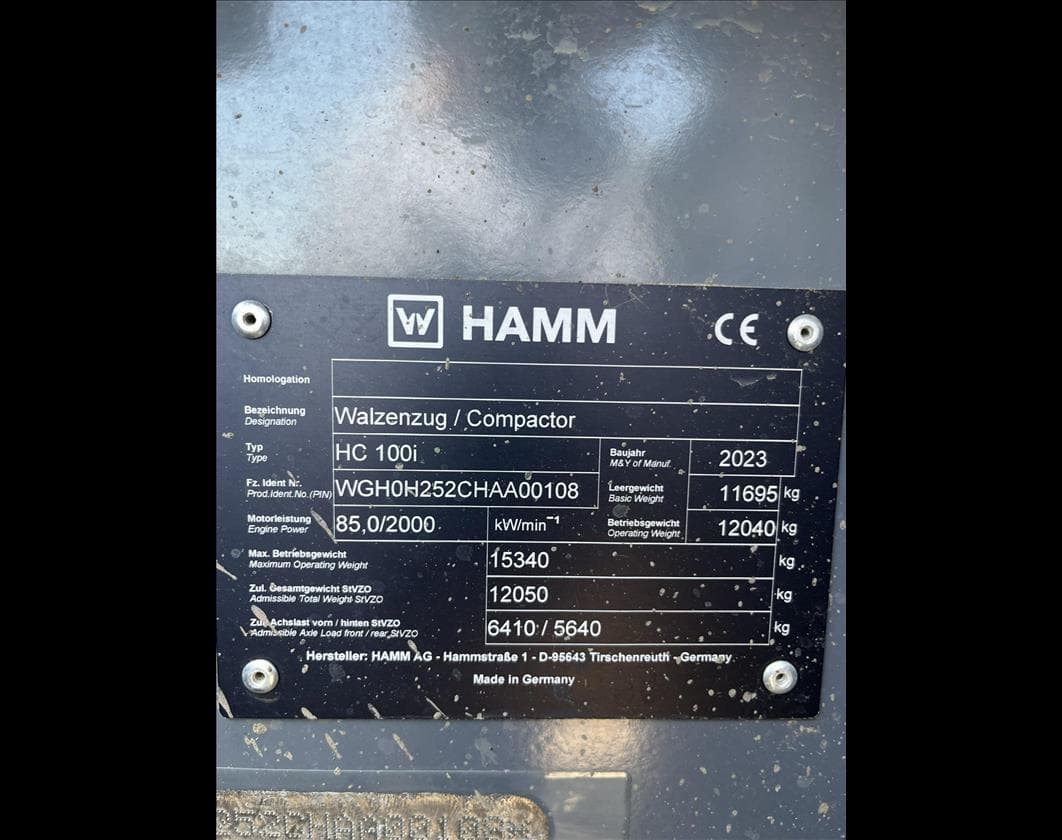 W HAMM CE
Homologation
Bezeichnung
Designation
Walzenzug / Compactor
Typ
Type
HC 100i
Baujahr
M&Y of Manuf.
2023
Fz. Ident Nr.
Prod.Ident.No.(PIN)
WGH0H252CHAA00108
Leergewicht
Basic Weight
11695 kg
Motorleistung
Engine Power
85,0/2000
kW/min⁻¹
Betriebsgewicht
Operating Weight
12040 kg
Max. Betriebsgewicht
Maximum Operating Weight
15340 kg
Zul. Gesamtgewicht StVZO
Admissible Total Weight StVZO
12050 kg
Zul. Achslast vorn / hinten StVZO
Admissible Axle Load front / rear StVZO
6410 / 5640 kg
Hersteller: HAMM AG - Hammstraße 1 - D-95643 Tirschenreuth - Germany
Made in Germany
252CHAA00108*